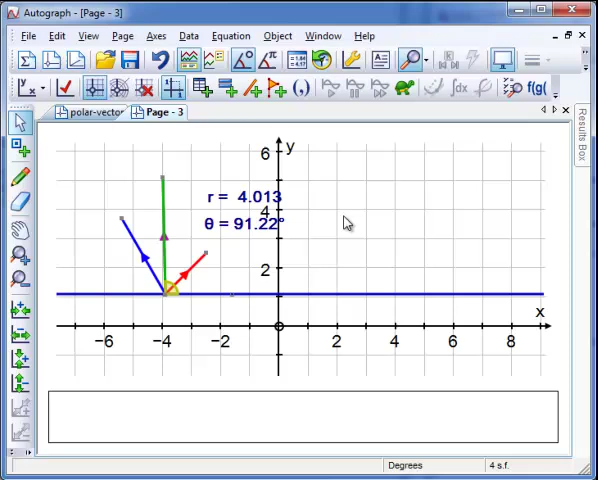 Autograph - [Page - 3]
File Edit View Page Axes Data Equation Object Window Help
polar-vector Page - 3
Results Box
6 y
r = 4.013
4
θ = 91.22°
2
x
−6 −4 −2 0 2 4 6 8
Degrees 4 s.f.